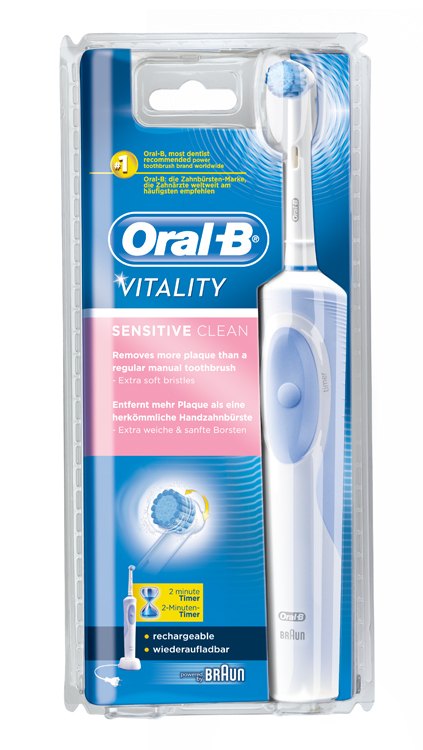 #1
Oral-B, most dentist
recommended power
toothbrush brand worldwide
Oral-B: die Zahnbürsten-Marke,
die Zahnärzte weltweit am
häufigsten empfehlen
Oral-B®
VITALITY
SENSITIVE CLEAN
Removes more plaque than a
regular manual toothbrush
- Extra soft bristles
Entfernt mehr Plaque als eine
herkömmliche Handzahnbürste
- Extra weiche & sanfte Borsten
2 minute
Timer
2-Minuten-
Timer
• rechargeable
• wiederaufladbar
powered
by BRAUN
Oral-B
timer
Oral-B
BRAUN